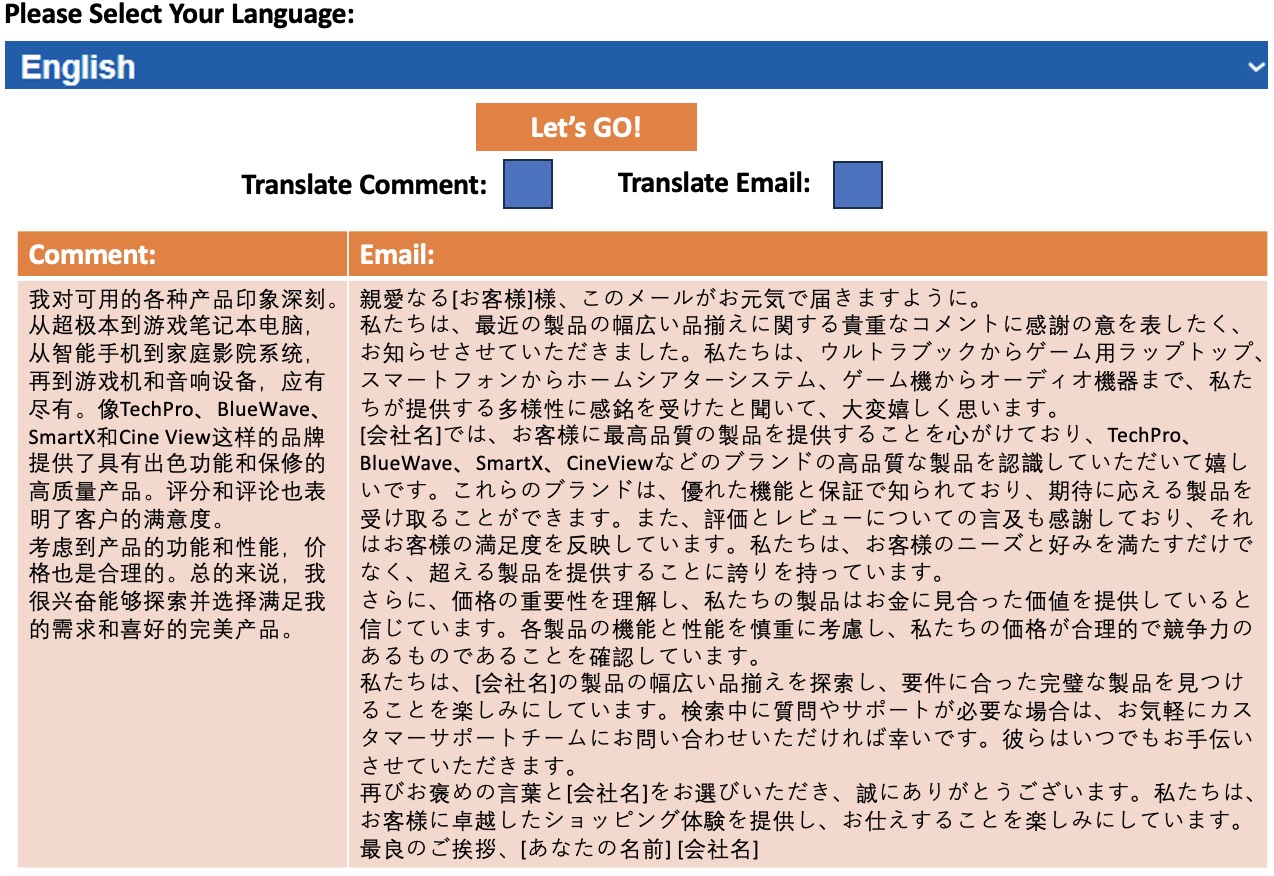 Please Select Your Language:
English
Let's GO!
Translate Comment:
Translate Email:
Comment:
Email:
我对可用的各种产品印象深刻。
从超极本到游戏笔记本电脑，
从智能手机到家庭影院系统，
再到游戏机和音响设备，应有
尽有。像TechPro、BlueWave、
SmartX和Cine View这样的品牌
提供了具有出色功能和保修的
高质量产品。评分和评论也表
明了客户的满意度。
考虑到产品的功能和性能，价
格也是合理的。总的来说，我
很兴奋能够探索并选择满足我
的需求和喜好的完美产品。
親愛なる[お客様]様、このメールがお元気で届きますように。
私たちは、最近の製品の幅広い品揃えに関する貴重なコメントに感謝の意を表したく、
お知らせさせていただきました。私たちは、ウルトラブックからゲーム用ラップトップ、
スマートフォンからホームシアターシステム、ゲーム機からオーディオ機器まで、私た
ちが提供する多様性に感銘を受けたと聞いて、大変嬉しく思います。
[会社名]では、お客様に最高品質の製品を提供することを心がけており、TechPro、
BlueWave、SmartX、CineViewなどのブランドの高品質な製品を認識していただいて嬉し
いです。これらのブランドは、優れた機能と保証で知られており、期待に応える製品を
受け取ることができます。また、評価とレビューについての言及も感謝しており、それ
はお客様の満足度を反映しています。私たちは、お客様のニーズと好みを満たすだけで
なく、超える製品を提供することに誇りを持っています。
さらに、価格の重要性を理解し、私たちの製品はお金に見合った価値を提供していると
信じています。各製品の機能と性能を慎重に考慮し、私たちの価格が合理的で競争力の
あるものであることを確認しています。
私たちは、[会社名]の製品の幅広い品揃えを探索し、要件に合った完璧な製品を見つけ
ることを楽しみにしています。検索中に質問やサポートが必要な場合は、お気軽にカス
タマーサポートチームにお問い合わせいただければ幸いです。彼らはいつでもお手伝い
させていただきます。
再びお褒めの言葉と[会社名]をお選びいただき、誠にありがとうございます。私たちは、
お客様に卓越したショッピング体験を提供し、お仕えすることを楽しみにしています。
最良のご挨拶、[あなたの名前] [会社名]